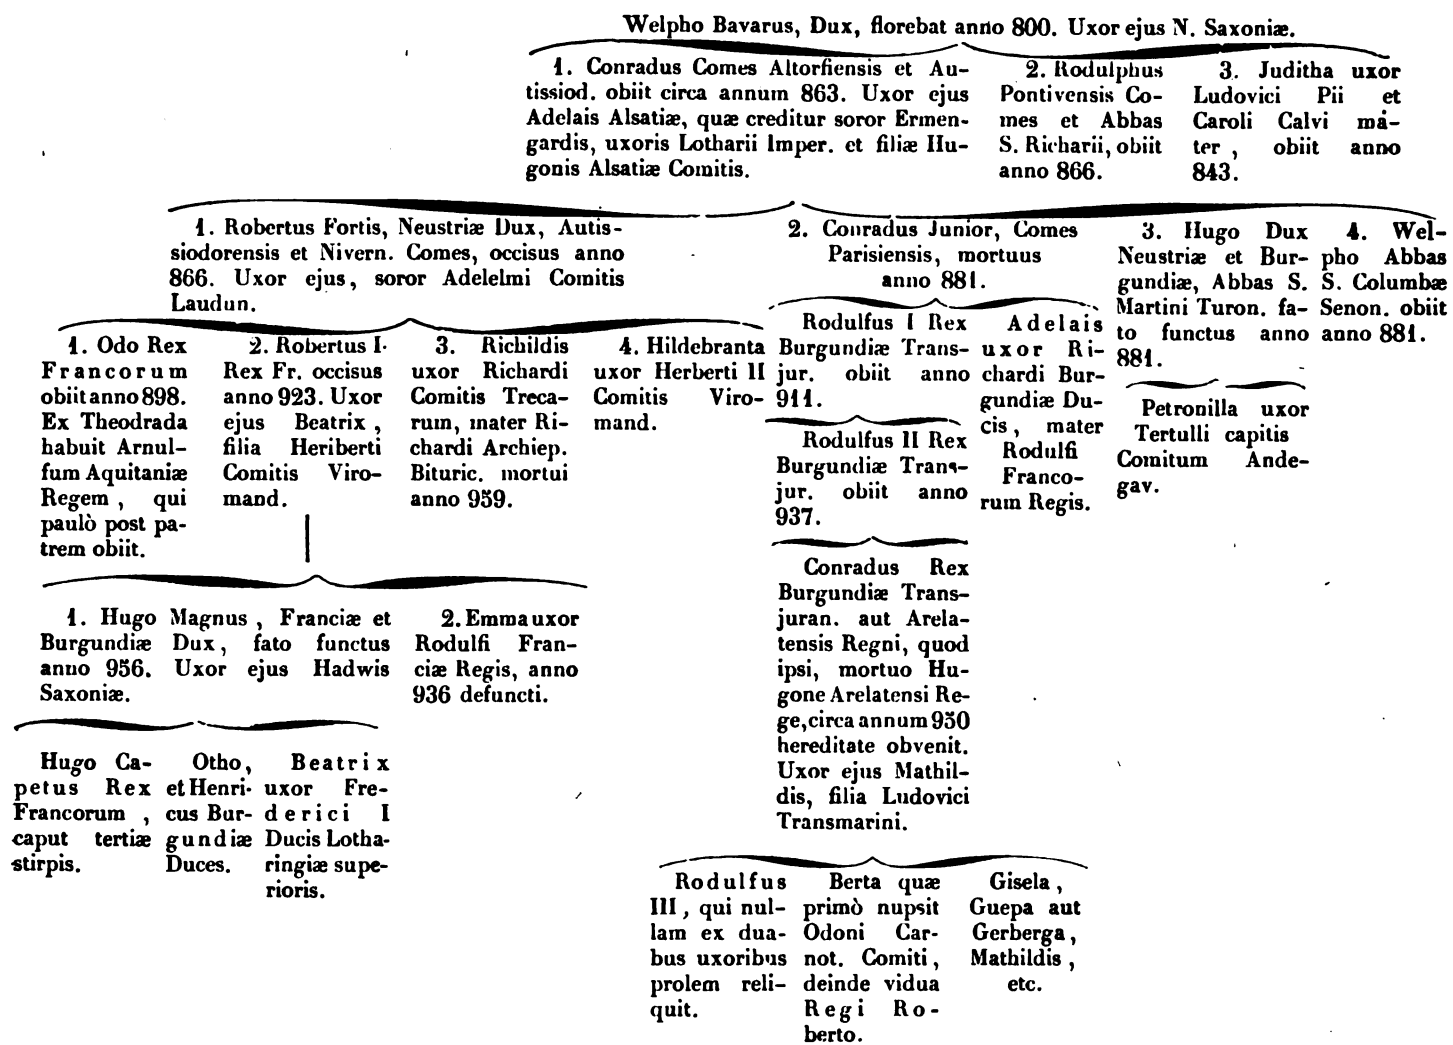 Welpho Bavarus, Dux, florebat anno 800. Uxor ejus N. Saxoniæ.
1. Conradus Comes Altorfiensis et Au-
tissiod. obiit circa annum 863. Uxor ejus
Adelais Alsatiæ, quæ creditur soror Ermen-
gardis, uxoris Lotharii Imper. et filiæ Hu-
gonis Alsatiæ Comitis.
2. Rodulphus
Pontivensis Co-
mes et Abbas
S. Richarii, obiit
anno 866.
3. Juditha uxor
Ludovici Pii et
Caroli Calvi ma-
ter, obiit anno
843.
1. Robertus Fortis, Neustriæ Dux, Autis-
siodorensis et Nivern. Comes, occisus anno
866. Uxor ejus, soror Adelelmi Comitis
Laudun.
2. Conradus Junior, Comes
Parisiensis, mortuus
anno 881.
3. Hugo Dux
Neustriæ et Bur-
gundiæ, Abbas S.
Martini Turon. fa-
to functus anno
881.
4. Wel-
pho Abbas
S. Columbæ
Senon. obiit
anno 881.
1. Odo Rex
Francorum
obiit anno 898.
Ex Theodrada
habuit Arnul-
fum Aquitaniæ
Regem, qui
paulò post pa-
trem obiit.
2. Robertus I.
Rex Fr. occisus
anno 923. Uxor
ejus Beatrix,
filia Heriberti
Comitis Viro-
mand.
3. Richildis
uxor Richardi
Comitis Treca-
rum, mater Ri-
chardi Archiep.
Bituric. mortui
anno 959.
4. Hildebranta
uxor Herberti II
Comitis Viro-
mand.
Rodulfus I Rex
Burgundiæ Trans-
jur. obiit anno
911.
Adelais
uxor Ri-
chardi Bur-
gundiæ Du-
cis, mater
Rodulfi
Franco-
rum Regis.
Petronilla uxor
Tertulli capitis
Comitum Ande-
gav.
Rodulfus II Rex
Burgundiæ Trans-
jur. obiit anno
937.
Conradus Rex
Burgundiæ Trans-
juran. aut Arela-
tensis Regni, quod
ipsi, mortuo Hu-
gone Arelatensi Re-
ge, circa annum 950
hereditate obvenit.
Uxor ejus Mathil-
dis, filia Ludovici
Transmarini.
1. Hugo Magnus, Franciæ et
Burgundiæ Dux, fato functus
anno 956. Uxor ejus Hadwis
Saxoniæ.
2. Emma uxor
Rodulfi Fran-
ciæ Regis, anno
936 defuncti.
Hugo Ca-
petus Rex
Francorum,
caput tertiæ
stirpis.
Otho,
et Henri-
cus Bur-
gundiæ
Duces.
Beatrix
uxor Fre-
derici I
Ducis Lotha-
ringiæ supe-
rioris.
Rodulfus
III, qui nul-
lam ex dua-
bus uxoribus
prolem reli-
quit.
Berta quæ
primò nupsit
Odoni Car-
not. Comiti,
deinde vidua
Regi Ro-
berto.
Gisela,
Guepa aut
Gerberga,
Mathildis,
etc.